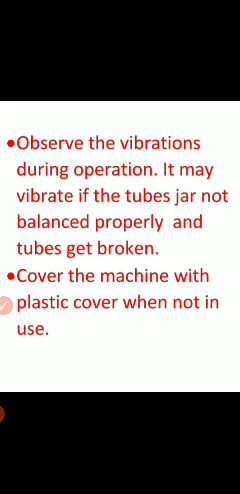 •Observe the vibrations
during operation. It may
vibrate if the tubes jar not
balanced properly and
tubes get broken.
•Cover the machine with
plastic cover when not in
use.